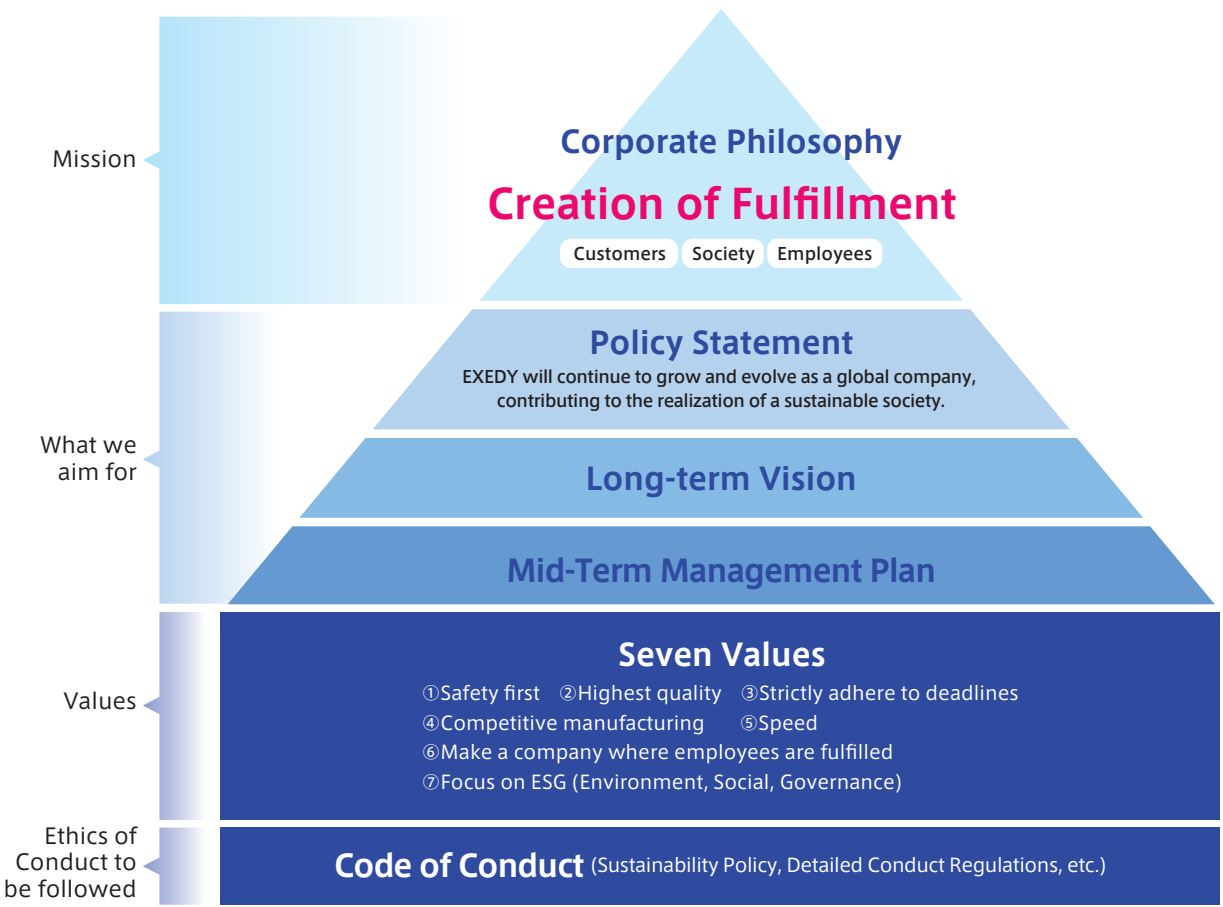 Mission
Corporate Philosophy
Creation of Fulfillment
Customers Society Employees
What we
aim for
Policy Statement
EXEDY will continue to grow and evolve as a global company,
contributing to the realization of a sustainable society.
Long-term Vision
Mid-Term Management Plan
Values
Seven Values
①Safety first ②Highest quality ③Strictly adhere to deadlines
④Competitive manufacturing ⑤Speed
⑥Make a company where employees are fulfilled
⑦Focus on ESG (Environment, Social, Governance)
Ethics of
Conduct to
be followed
Code of Conduct (Sustainability Policy, Detailed Conduct Regulations, etc.)